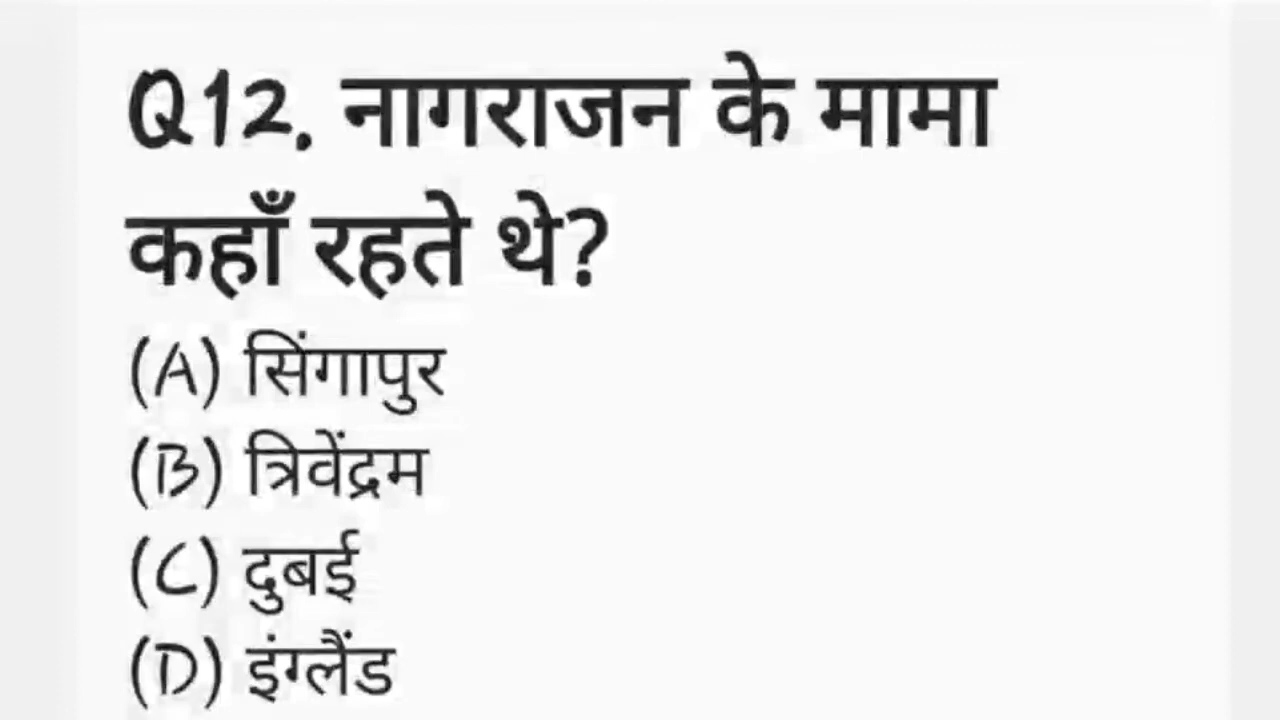 Q12. नागराजन के मामा
कहाँ रहते थे?
(A) सिंगापुर
(B) त्रिवेंद्रम
(C) दुबई
(D) इंग्लैंड